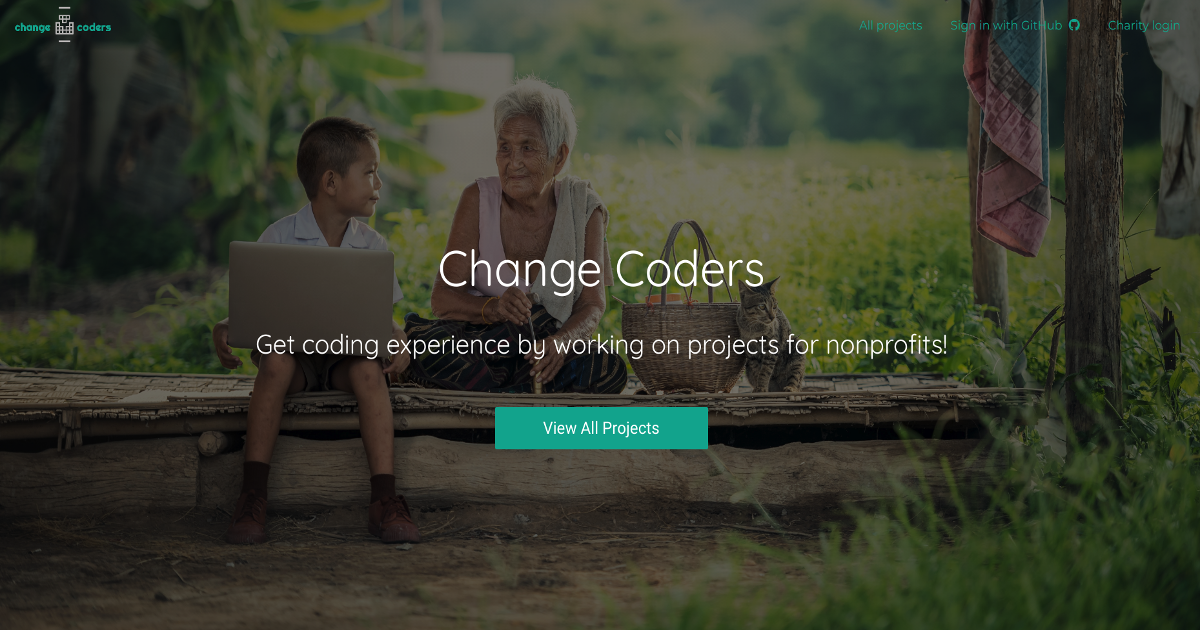 change coders
All projects
Sign in with GitHub
Charity login
Change Coders
Get coding experience by working on projects for nonprofits!
View All Projects